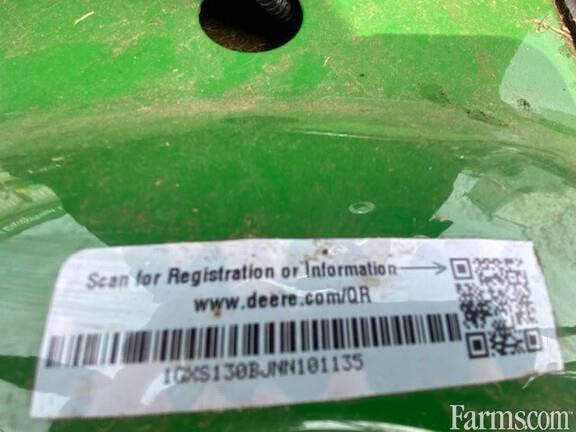 Scan for Registration or Information
www.deere.com/QR
1GXS130BJNN101135
Farms.com